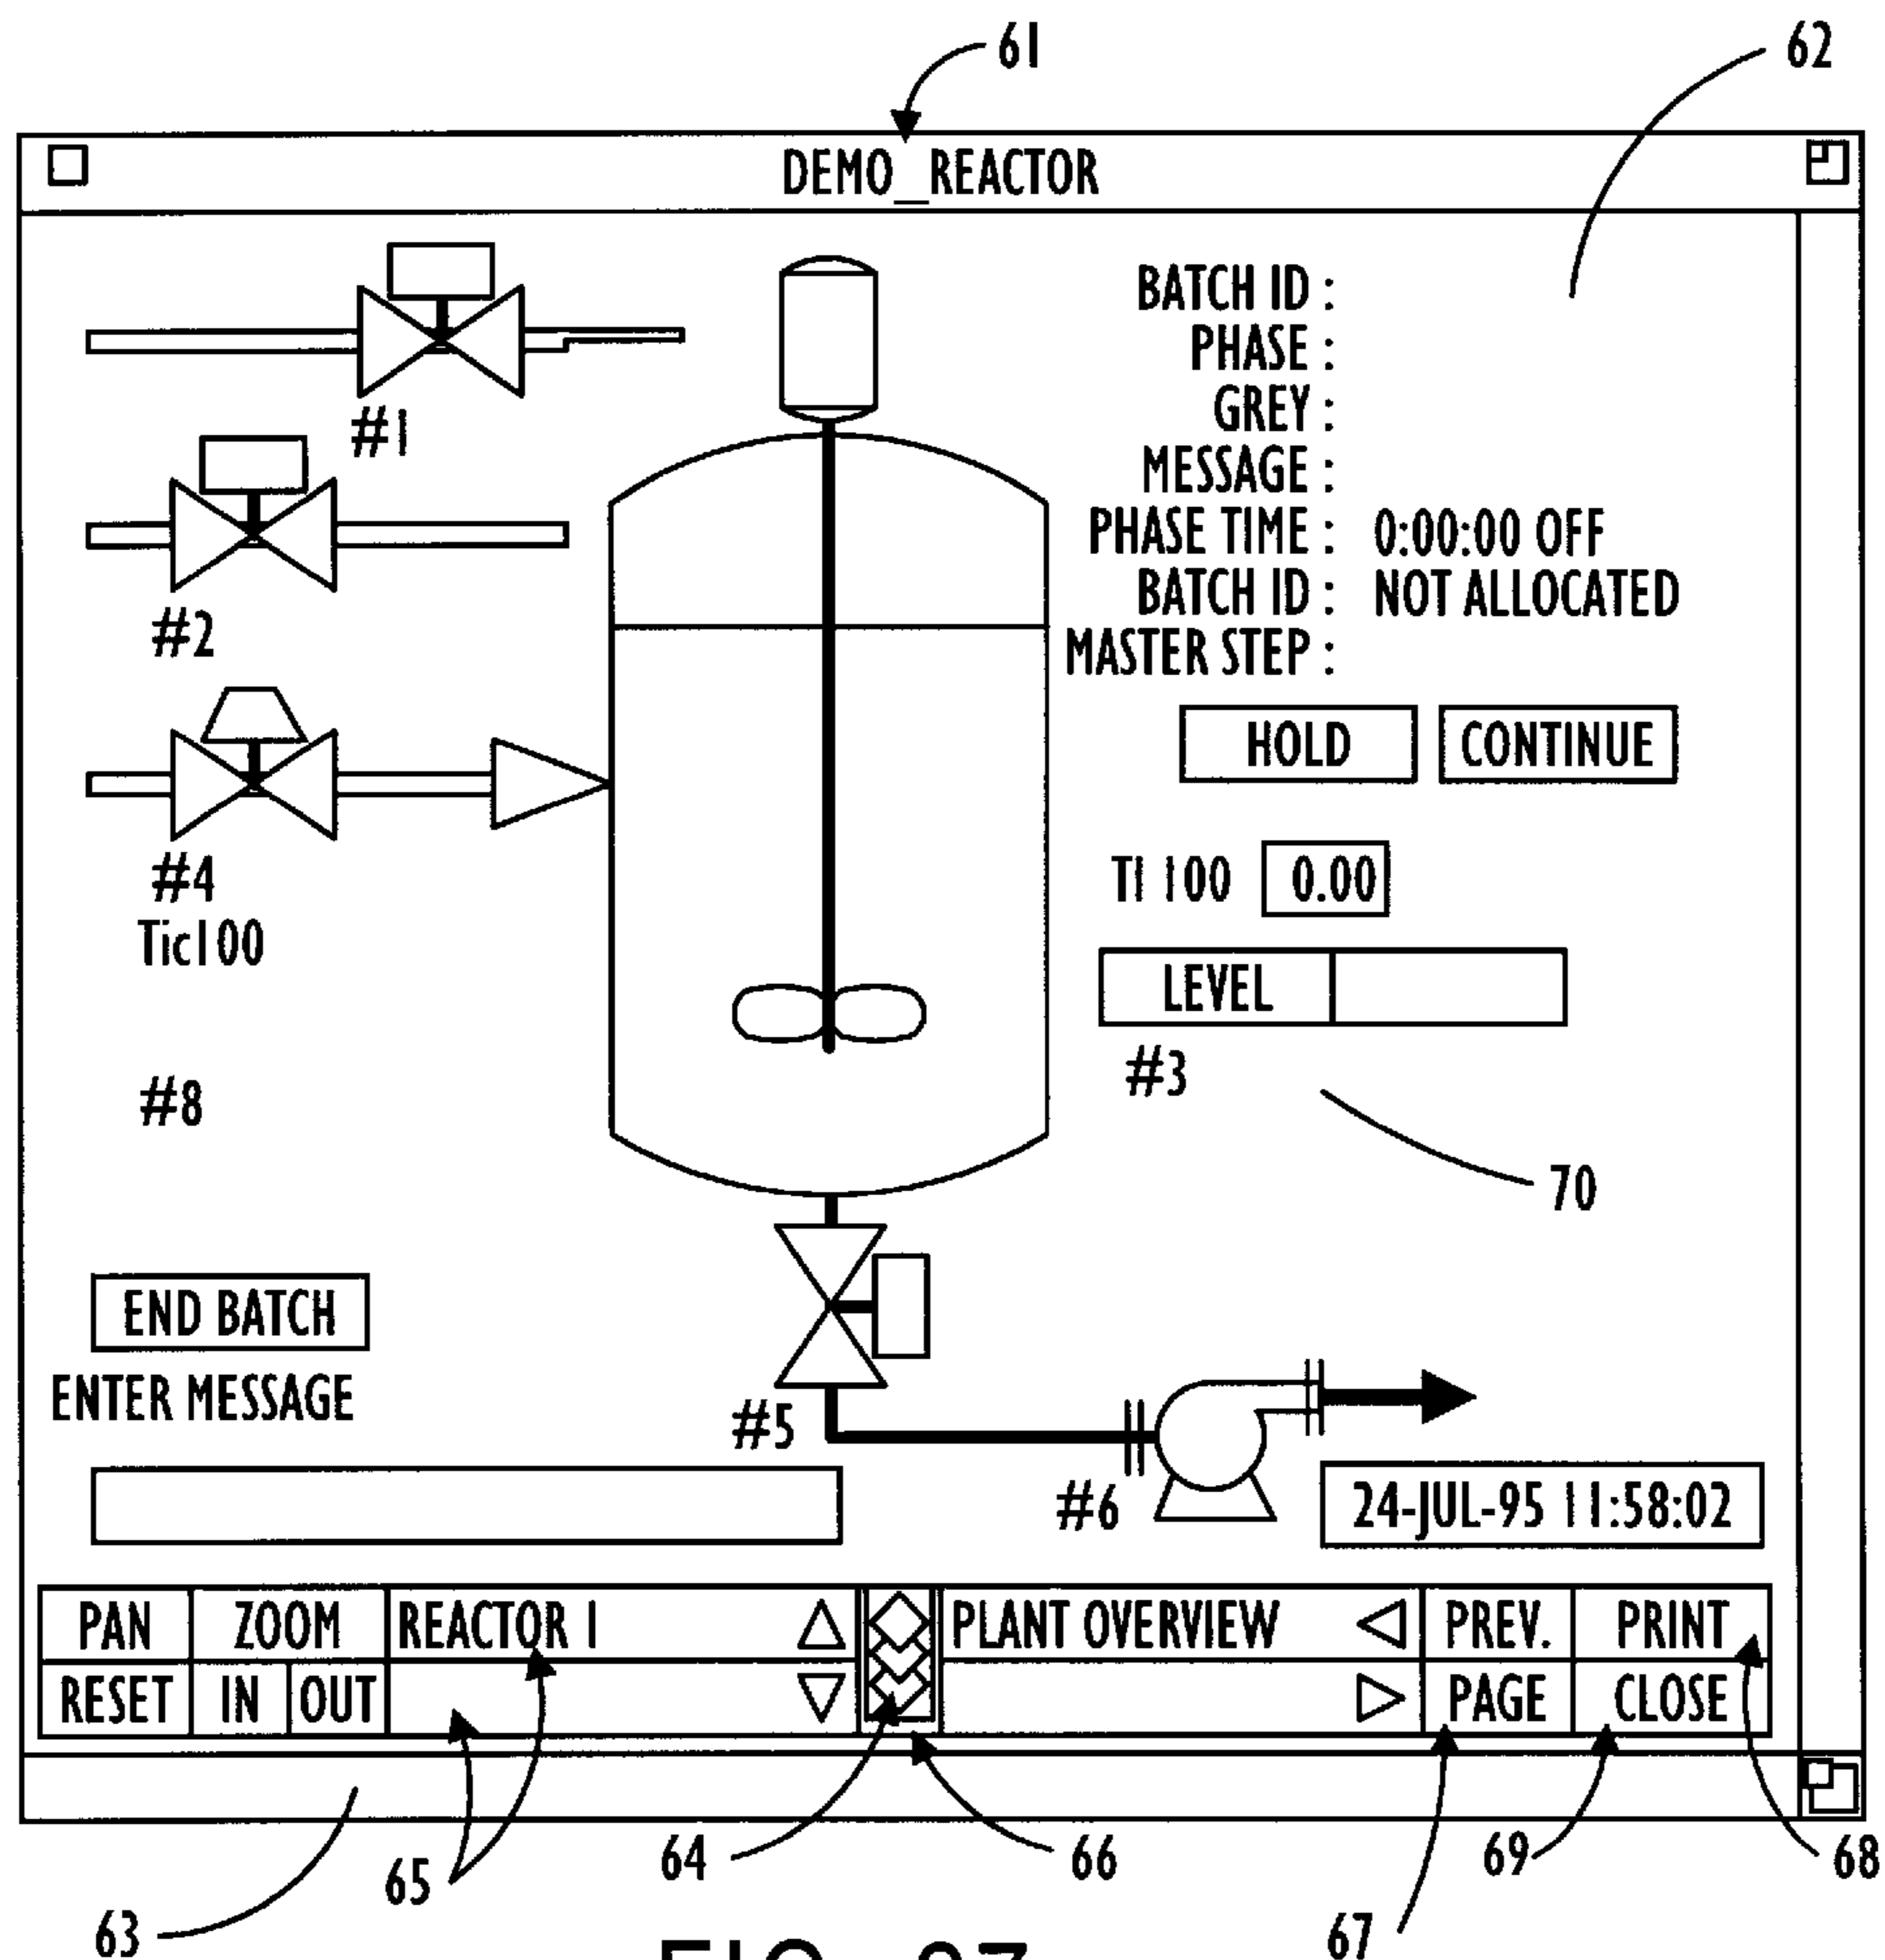 61
62
DEMO_REACTOR
BATCH ID :
PHASE :
GREY :
MESSAGE :
PHASE TIME : 0:00:00 OFF
BATCH ID : NOT ALLOCATED
MASTER STEP :
#1
#2
HOLD CONTINUE
#4
Tic100
TI 100 0.00
LEVEL
#3
#8
70
END BATCH
ENTER MESSAGE
#5
#6
24-JUL-95 11:58:02
PAN ZOOM REACTOR 1 PLANT OVERVIEW PREV. PRINT
RESET IN OUT PAGE CLOSE
65 64 66 69 68
63 67